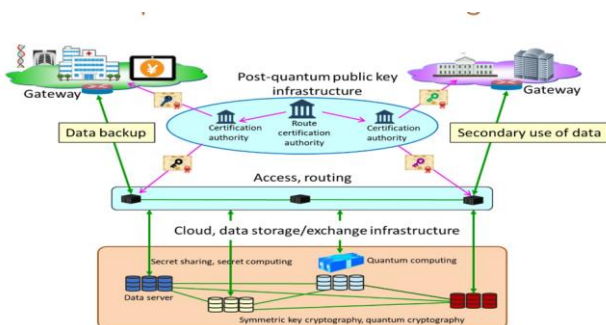 Post-quantum public key
infrastructure
Gateway
Gateway
Certification
authority
Route
certification
authority
Certification
authority
Data backup
Secondary use of data
Access, routing
Cloud, data storage/exchange infrastructure
Secret sharing, secret computing
Quantum computing
Data server
Symmetric key cryptography, quantum cryptography